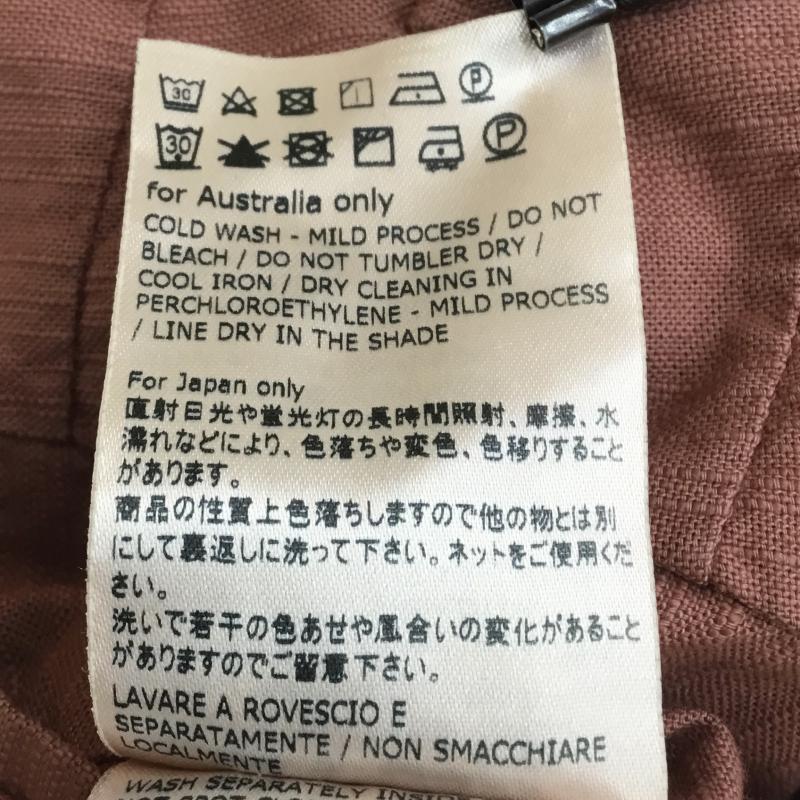 30 P
30 P
for Australia only
COLD WASH - MILD PROCESS / DO NOT
BLEACH / DO NOT TUMBLER DRY /
COOL IRON / DRY CLEANING IN
PERCHLOROETHYLENE - MILD PROCESS
/ LINE DRY IN THE SHADE
For Japan only
直射日光や蛍光灯の長時間照射、摩擦、水
濡れなどにより、色落ちや変色、色移りすること
があります。
商品の性質上色落ちしますので他の物とは別
にして裏返しに洗って下さい。ネットをご使用くだ
さい。
洗いで若干の色あせや風合いの変化があること
がありますのでご留意下さい。
LAVARE A ROVESCIO E
SEPARATAMENTE / NON SMACCHIARE
LOCALMENTE
WASH SEPARATELY INSI